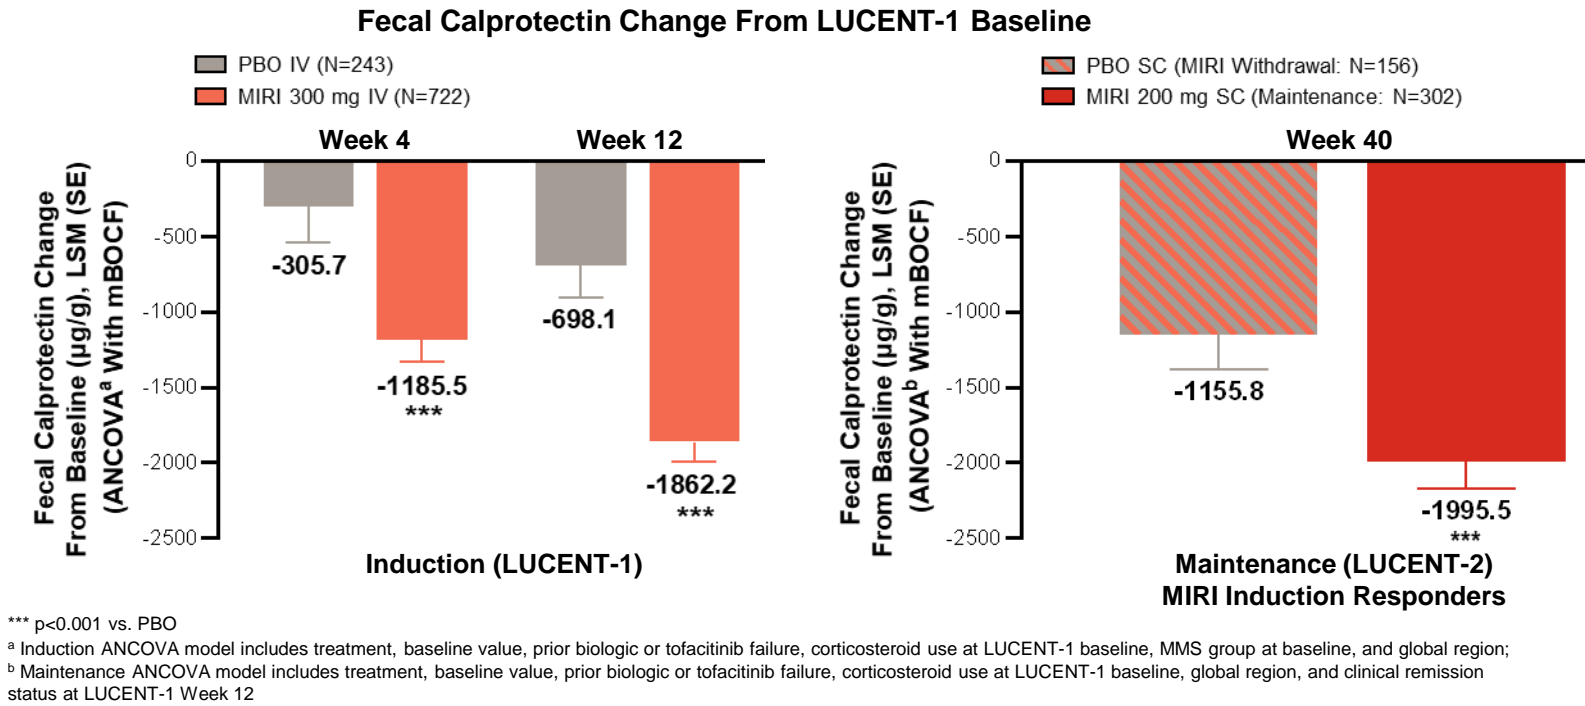 Fecal Calprotectin Change From LUCENT-1 Baseline
PBO IV (N=243)
MIRI 300 mg IV (N=722)
Week 4
Week 12
Fecal Calprotectin Change
From Baseline (µg/g), LSM (SE)
(ANCOVAᵃ With mBOCF)
0
-500
-1000
-1500
-2000
-2500
-305.7
-1185.5
***
-698.1
-1862.2
***
Induction (LUCENT-1)
PBO SC (MIRI Withdrawal: N=156)
MIRI 200 mg SC (Maintenance: N=302)
Week 40
Fecal Calprotectin Change
From Baseline (µg/g), LSM (SE)
(ANCOVAᵇ With mBOCF)
0
-500
-1000
-1500
-2000
-2500
-1155.8
-1995.5
***
Maintenance (LUCENT-2)
MIRI Induction Responders
*** p<0.001 vs. PBO
ᵃ Induction ANCOVA model includes treatment, baseline value, prior biologic or tofacitinib failure, corticosteroid use at LUCENT-1 baseline, MMS group at baseline, and global region;
ᵇ Maintenance ANCOVA model includes treatment, baseline value, prior biologic or tofacitinib failure, corticosteroid use at LUCENT-1 baseline, global region, and clinical remission
status at LUCENT-1 Week 12